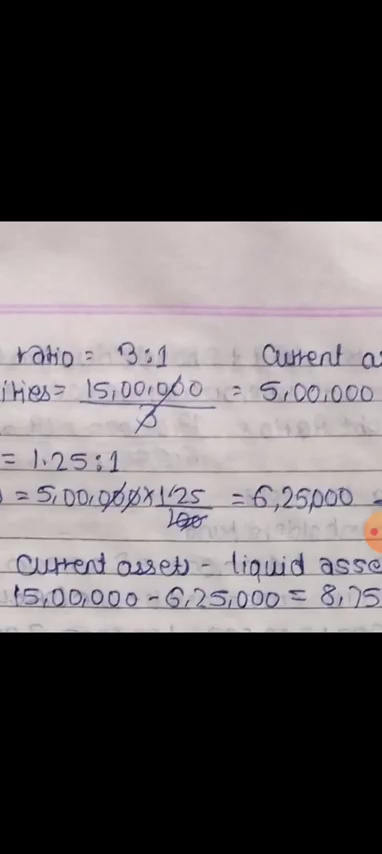 ratio = 3:1 Current a
ities = 15,00,000 / 3 = 5,00,000
= 1.25:1
= 5,00,000 × 1.25 / 100 = 6,25,000
Current assets - liquid asse
15,00,000 - 6,25,000 = 8,75